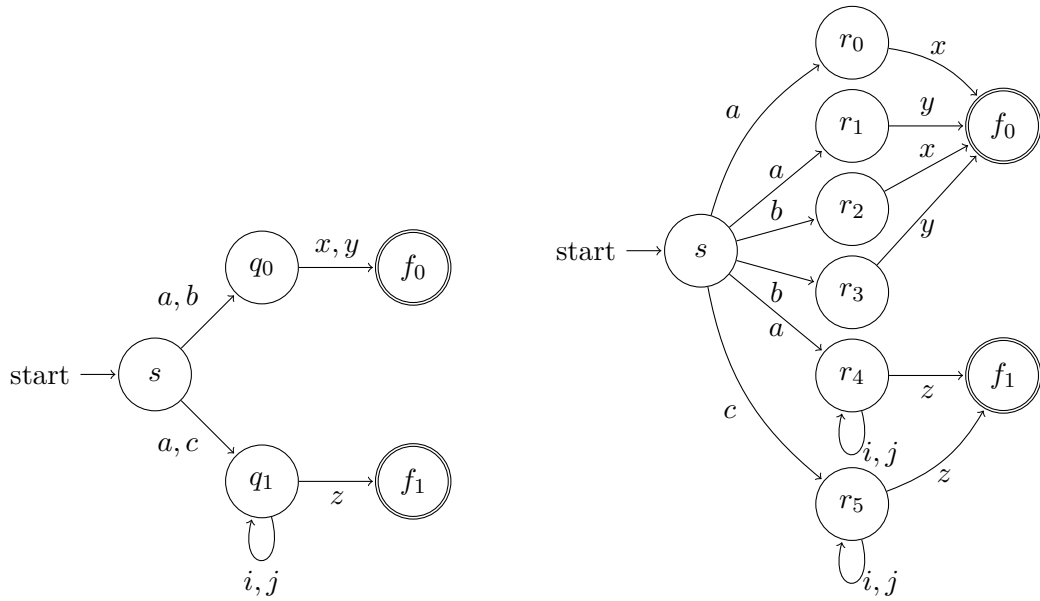 start
s
a, b
q0
x, y
f0
a, c
q1
z
f1
i, j
start
s
a
r0
x
a
r1
y
b
r2
x
f0
b
r3
y
a
r4
z
f1
i, j
c
r5
z
i, j